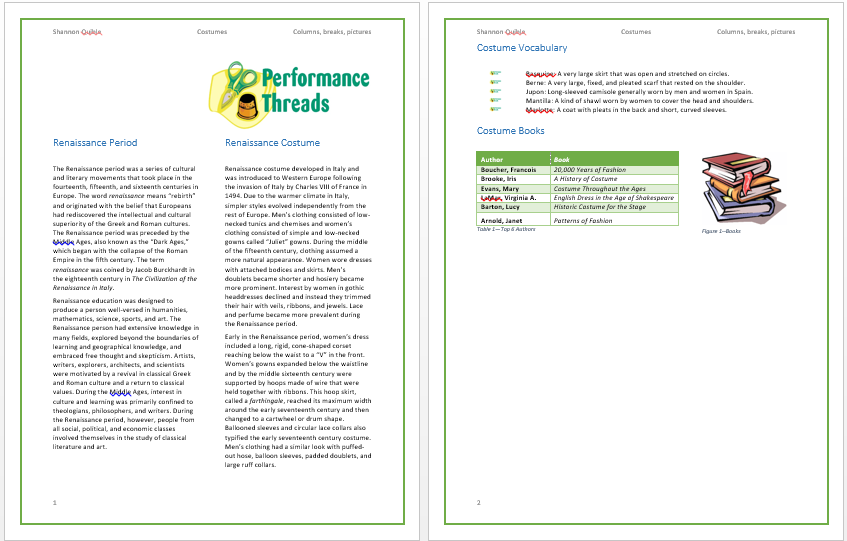 Shannon Costumes Columns, breaks, pictures
Performance
Threads
Renaissance Period
The Renaissance period was a series of cultural
and literary movements that took place in the
fourteenth, fifteenth, and sixteenth centuries in
Europe. The word renaissance means "rebirth"
and originated with the belief that Europeans
had rediscovered the intellectual and cultural
superiority of the Greek and Roman cultures.
The Renaissance period was preceded by the
Middle Ages, also known as the "Dark Ages,"
which began with the collapse of the Roman
Empire in the fifth century. The term
renaissance was coined by Jacob Burckhardt in
the eighteenth century in The Civilization of the
Renaissance in Italy.
Renaissance education was designed to
produce a person well-versed in humanities,
mathematics, science, sports, and art. The
Renaissance person had extensive knowledge in
many fields, explored beyond the boundaries of
learning and geographical knowledge, and
embraced free thought and skepticism. Artists,
writers, explorers, architects, and scientists
were motivated by a revival in classical Greek
and Roman culture and a return to classical
values. During the Middle Ages, interest in
culture and learning was primarily confined to
theologians, philosophers, and writers. During
the Renaissance period, however, people from
all social, political, and economic classes
involved themselves in the study of classical
literature and art.
Renaissance Costume
Renaissance costume developed in Italy and
was introduced to Western Europe following
the invasion of Italy by Charles VIII of France in
1494. Due to the warmer climate in Italy,
simpler styles evolved independently from the
rest of Europe. Men's clothing consisted of low-
necked tunics and chemises and women's
clothing consisted of simple and low-necked
gowns called "Juliet" gowns. During the middle
of the fifteenth century, clothing assumed a
more natural appearance. Women wore dresses
with attached bodices and skirts. Men's
doublets became shorter and hosiery became
more prominent. Interest by women in gothic
headdresses declined and instead they trimmed
their hair with veils, ribbons, and jewels. Lace
and perfume became more prevalent during
the Renaissance period.
Early in the Renaissance period, women's dress
included a long, rigid, cone-shaped corset
reaching below the waist to a "V" in the front.
Women's gowns expanded below the waistline
and by the middle sixteenth century were
supported by hoops made of wire that were
held together with ribbons. This hoop skirt,
called a farthingale, reached its maximum width
around the early seventeenth century and then
changed to a cartwheel or drum shape.
Ballooned sleeves and circular lace collars also
typified the early seventeenth century costume.
Men's clothing had a similar look with puffed-
out hose, balloon sleeves, padded doublets, and
large ruff collars.
1
Shannon Costumes Columns, breaks, pictures
Costume Vocabulary
A very large skirt that was open and stretched on circles.
Berne: A very large, fixed, and pleated scarf that rested on the shoulder.
Jupon: Long-sleeved camisole generally worn by men and women in Spain.
Mantilla: A kind of shawl worn by women to cover the head and shoulders.
A coat with pleats in the back and short, curved sleeves.
Costume Books
Author Book
Boucher, Francois 20,000 Years of Fashion
Brooke, Iris A History of Costume
Evans, Mary Costume Throughout the Ages
Virginia A. English Dress in the Age of Shakespeare
Barton, Lucy Historic Costume for the Stage
Arnold, Janet Patterns of Fashion
Table 1—Top 6 Authors
Figure 1—Books
2